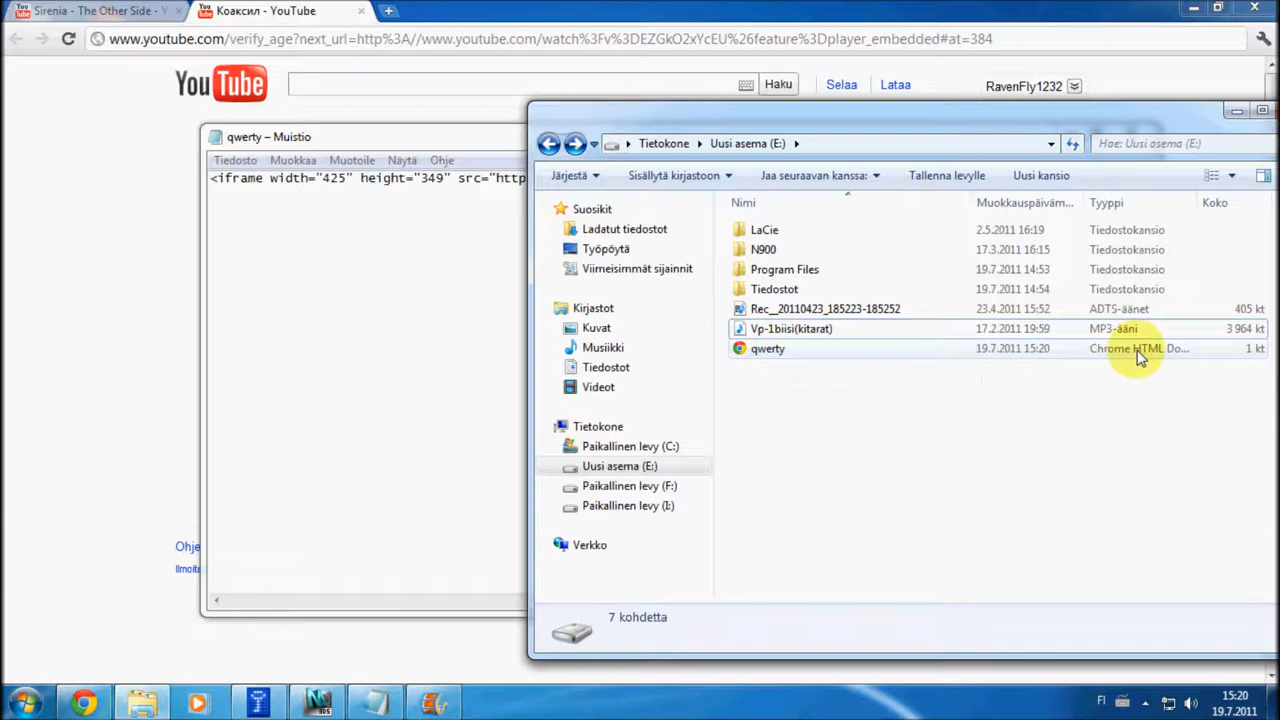 Sirenia - The Other Side - Y
Коаксил - YouTube
www.youtube.com/verify_age?next_url=http%3A//www.youtube.com/watch%3Fv%3DEZGkO2xYcEU%26feature%3Dplayer_embedded#at=384
YouTube
Haku
Selaa
Lataa
RavenFly1232
qwerty – Muistio
Tiedosto Muokkaa Muotoile Näytä Ohje
<iframe width="425" height="349" src="http
Ohje
Ilmoit
Tietokone
Uusi asema (E:)
Hae: Uusi asema (E:)
Järjestä
Sisällytä kirjastoon
Jaa seuraavan kanssa:
Tallenna levylle
Uusi kansio
Suosikit
Ladatut tiedostot
Työpöytä
Viimeisimmät sijainnit
Kirjastot
Kuvat
Musiikki
Tiedostot
Videot
Tietokone
Paikallinen levy (C:)
Uusi asema (E:)
Paikallinen levy (F:)
Paikallinen levy (I:)
Verkko
Nimi Muokkauspäiväm... Tyyppi Koko
LaCie 2.5.2011 16:19 Tiedostokansio
N900 17.3.2011 16:15 Tiedostokansio
Program Files 19.7.2011 14:53 Tiedostokansio
Tiedostot 19.7.2011 14:54 Tiedostokansio
Rec__20110423_185223-185252 23.4.2011 15:52 ADTS-äänet 405 kt
Vp-1biisi(kitarat) 17.2.2011 19:59 MP3-ääni 3 964 kt
qwerty 19.7.2011 15:20 Chrome HTML Do... 1 kt
7 kohdetta
FI
15:20
19.7.2011